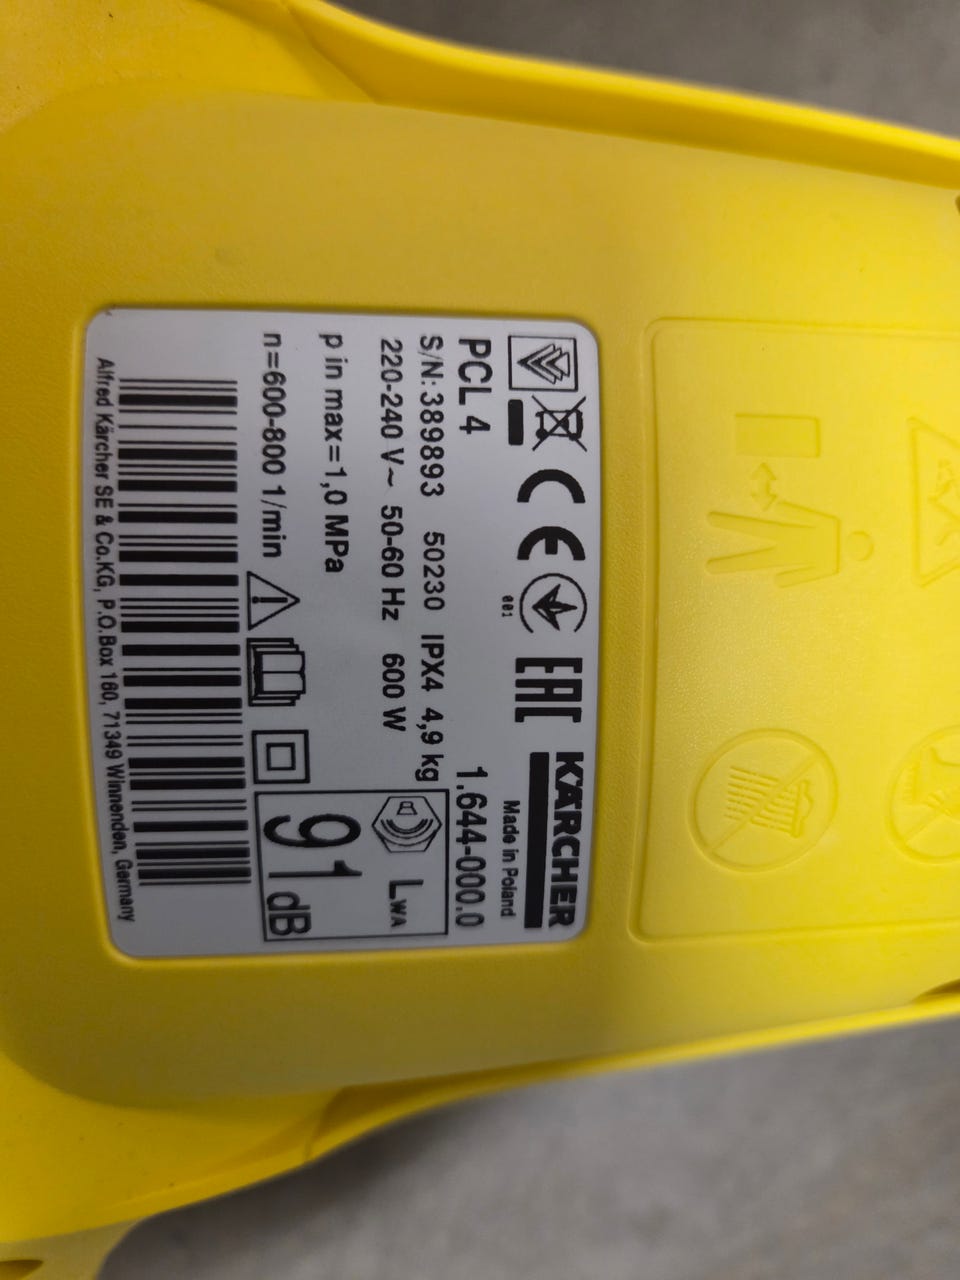 KÄRCHER
001
Made in Poland
PCL 4 1.644-000.0
S/N:389893 50230 IPX4 4,9 kg
220-240 V~ 50-60 Hz 600 W
p in max=1,0 MPa
n=600-800 1/min
LWA
91 dB
Alfred Kärcher SE & Co.KG, P.O.Box 160, 71349 Winnenden, Germany